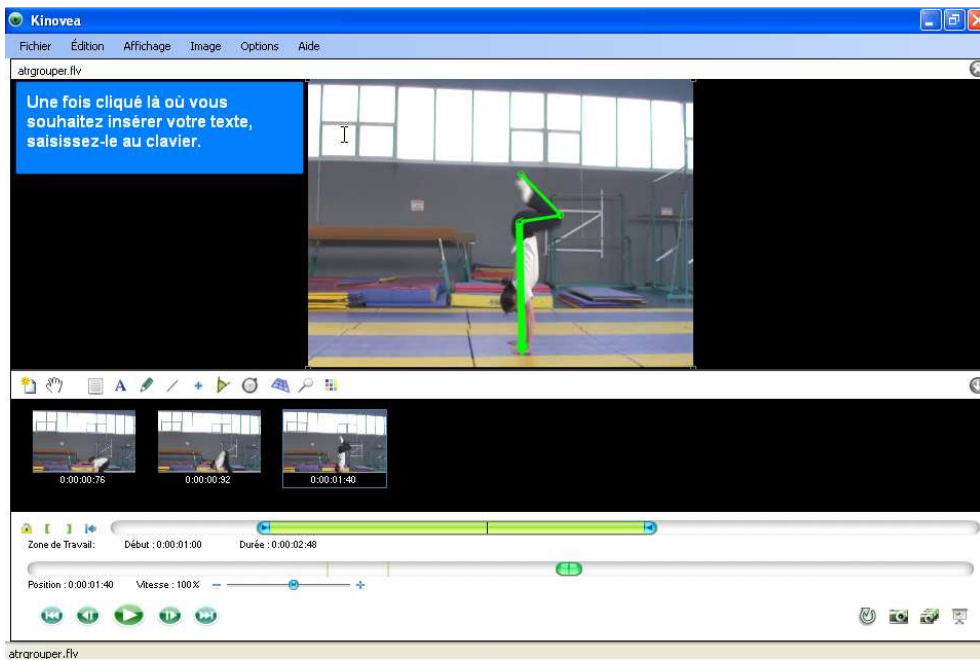 Kinovea
Fichier Édition Affichage Image Options Aide
atrgrouper.flv
Une fois cliqué là où vous
souhaitez insérer votre texte,
saisissez-le au clavier.
A
0:00:00:76 0:00:00:92 0:00:01:40
Zone de Travail: Début : 0:00:01:00 Durée : 0:00:02:48
Position : 0:00:01:40 Vitesse : 100%
atrgrouper.flv